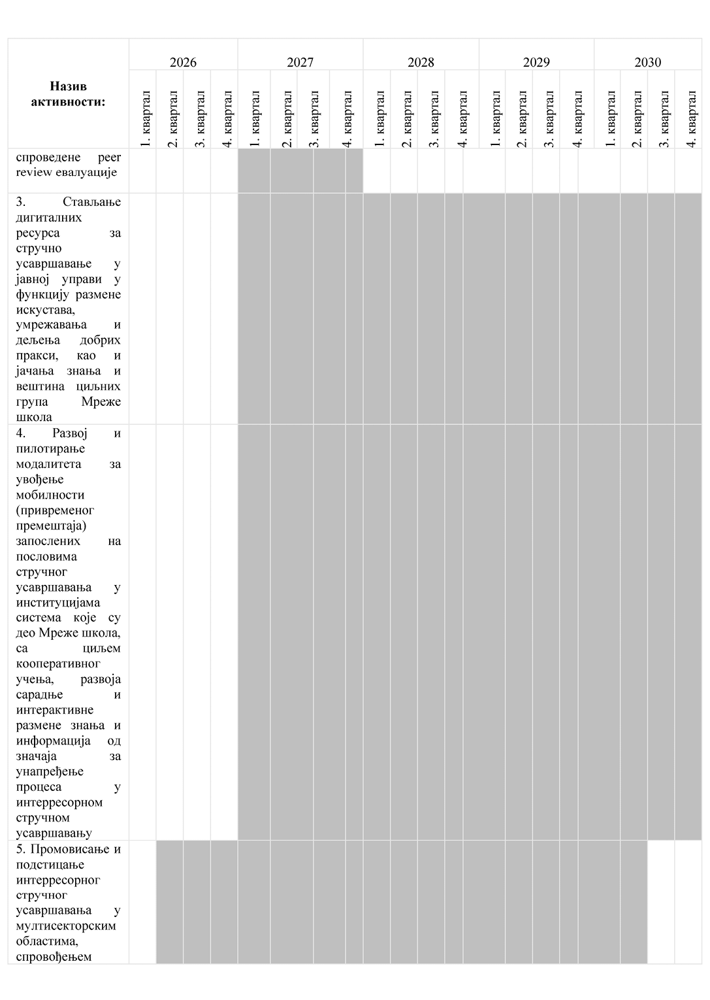 Назив
активности:
2026
2027
2028
2029
2030
1. квартал
2. квартал
3. квартал
4. квартал
1. квартал
2. квартал
3. квартал
4. квартал
1. квартал
2. квартал
3. квартал
4. квартал
1. квартал
2. квартал
3. квартал
4. квартал
1. квартал
2. квартал
3. квартал
4. квартал
спроведене peer
review евалуације
3. Стављање
дигиталних
ресурса за
стручно
усавршавање у
јавној управи у
функцију размене
искустава,
умрежавања и
дељења добрих
пракси, као и
јачања знања и
вештина циљних
група Мреже
школа
4. Развој и
пилотирање
модалитета за
увођење
мобилности
(привременог
премештаја)
запослених на
пословима
стручног
усавршавања у
институцијама
система које су
део Мреже школа,
са циљем
кооперативног
учења, развоја
сарадње и
интерактивне
размене знања и
информација од
значаја за
унапређење
процеса у
интерресорном
стручном
усавршавању
5. Промовисање и
подстицање
интерресорног
стручног
усавршавања у
мултисекторским
областима,
спровођењем